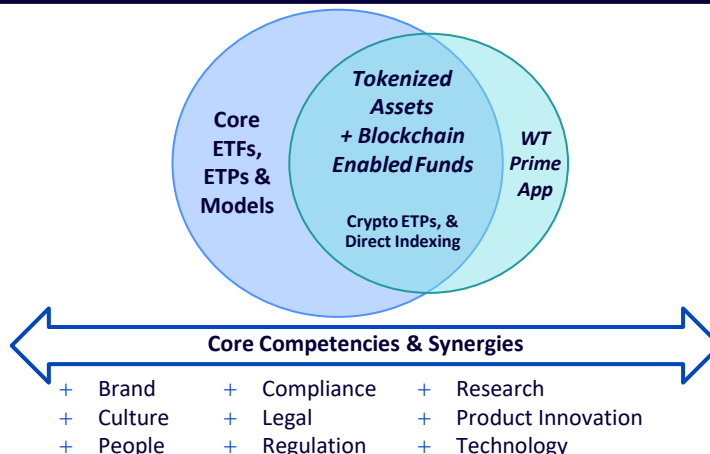 Core
ETFs,
ETPs &
Models
Tokenized
Assets
+ Blockchain
Enabled Funds
Crypto ETPs, &
Direct Indexing
WT
Prime
App
Core Competencies & Synergies
+ Brand
+ Culture
+ People
+ Compliance
+ Legal
+ Regulation
+ Research
+ Product Innovation
+ Technology